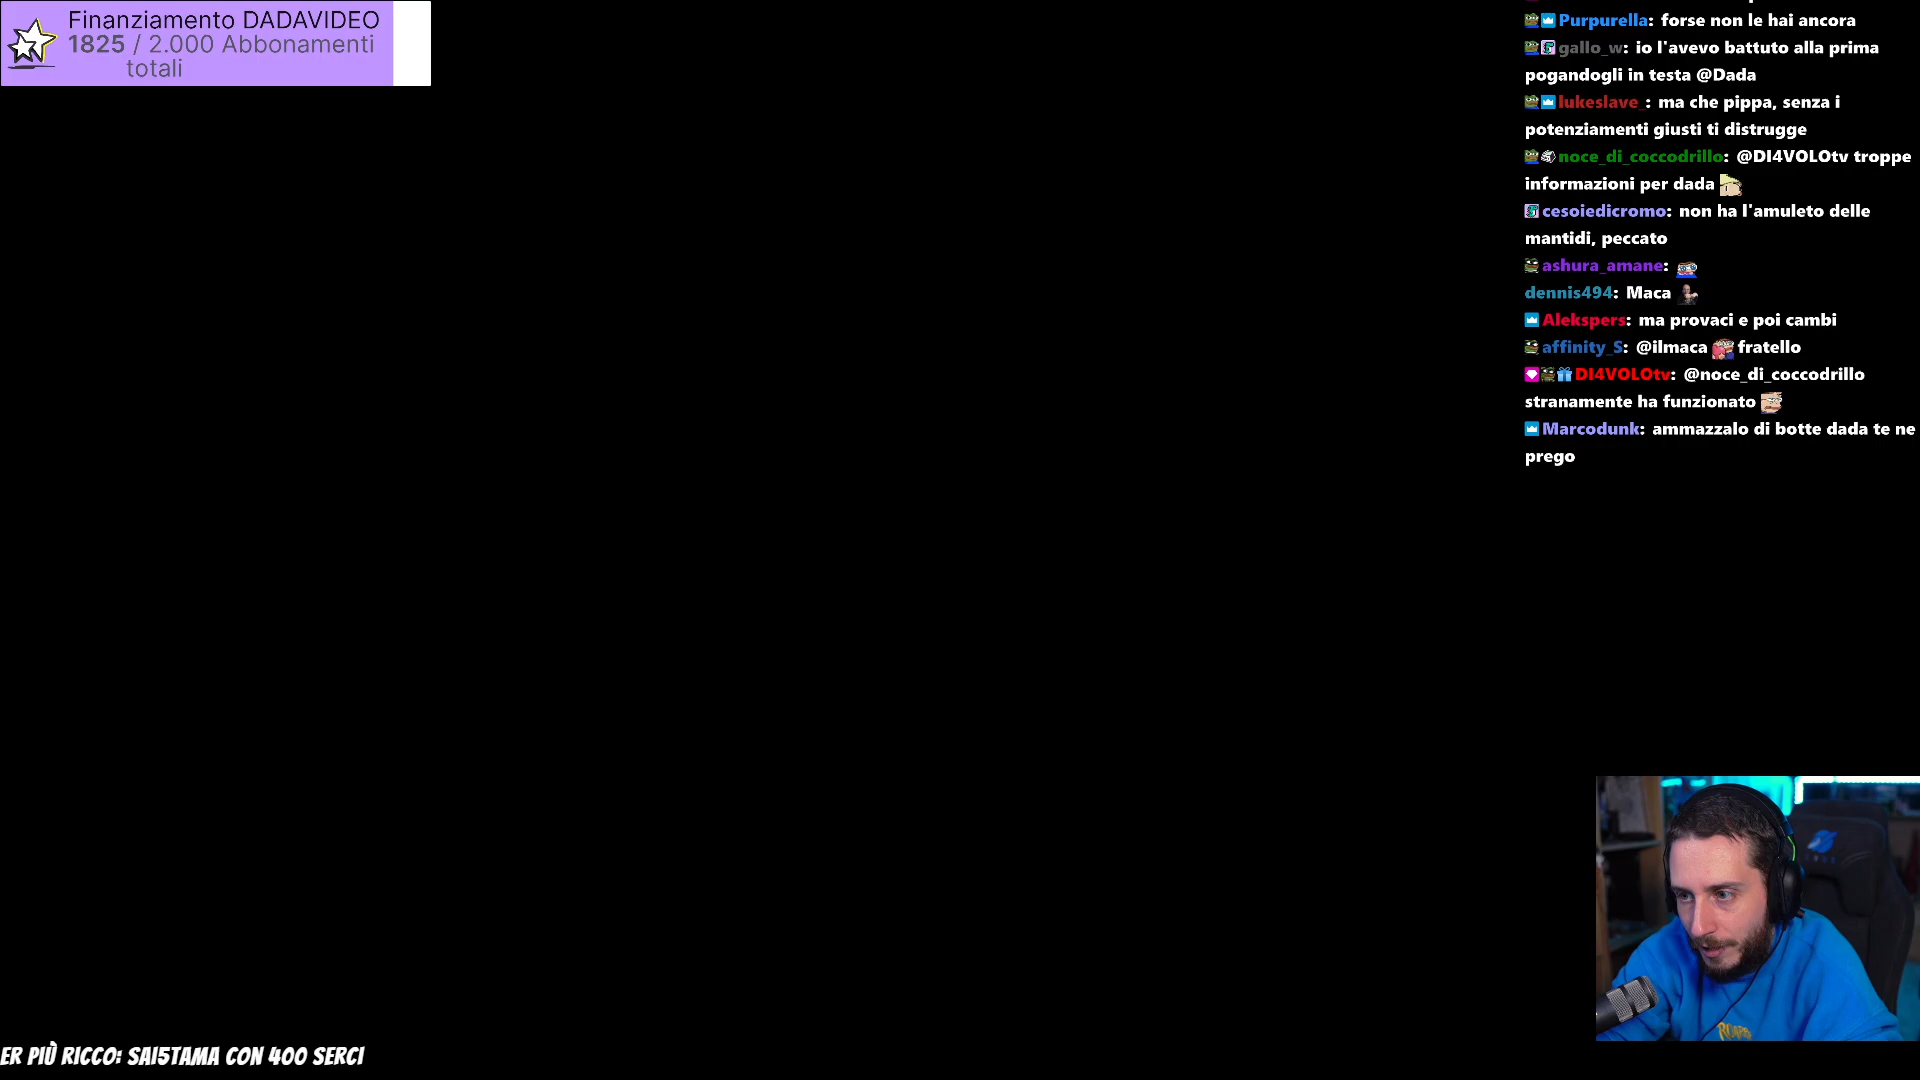 Finanziamento DADAVIDEO
1825 / 2.000 Abbonamenti
totali
Purpurella: forse non le hai ancora
gallo_w: io l'avevo battuto alla prima
pogandogli in testa @Dada
lukeslave_: ma che pippa, senza i
potenziamenti giusti ti distrugge
noce_di_coccodrillo: @DI4VOLOtv troppe
informazioni per dada
cesoiedicromo: non ha l'amuleto delle
mantidi, peccato
ashura_amane:
dennis494: Maca
Alekspers: ma provaci e poi cambi
affinity_S: @ilmaca fratello
DI4VOLOtv: @noce_di_coccodrillo
stranamente ha funzionato
Marcodunk: ammazzalo di botte dada te ne
prego
ER PIÙ RICCO: SAI5TAMA CON 400 SERCI